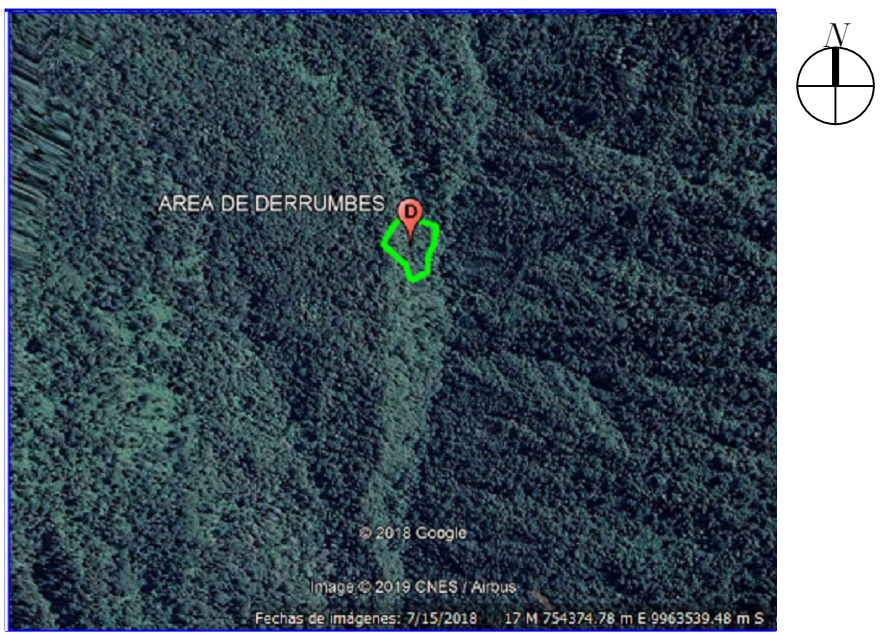 N
AREA DE DERRUMBES
D
© 2018 Google
Image © 2019 CNES / Airbus
Fechas de imágenes: 7/15/2018 17 M 754374.78 m E 9963539.48 m S